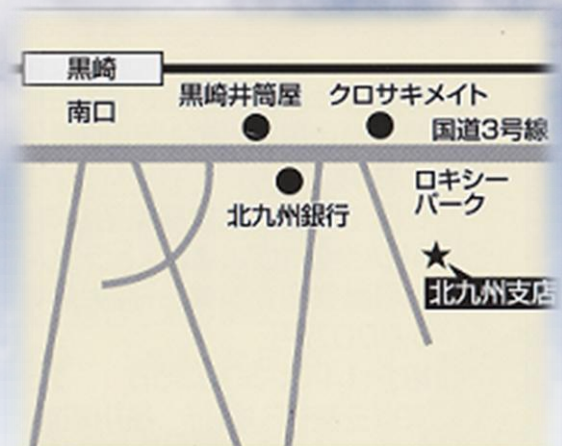 黒崎
南口
黒崎井筒屋
クロサキメイト
国道3号線
北九州銀行
ロキシー
パーク
北九州支店